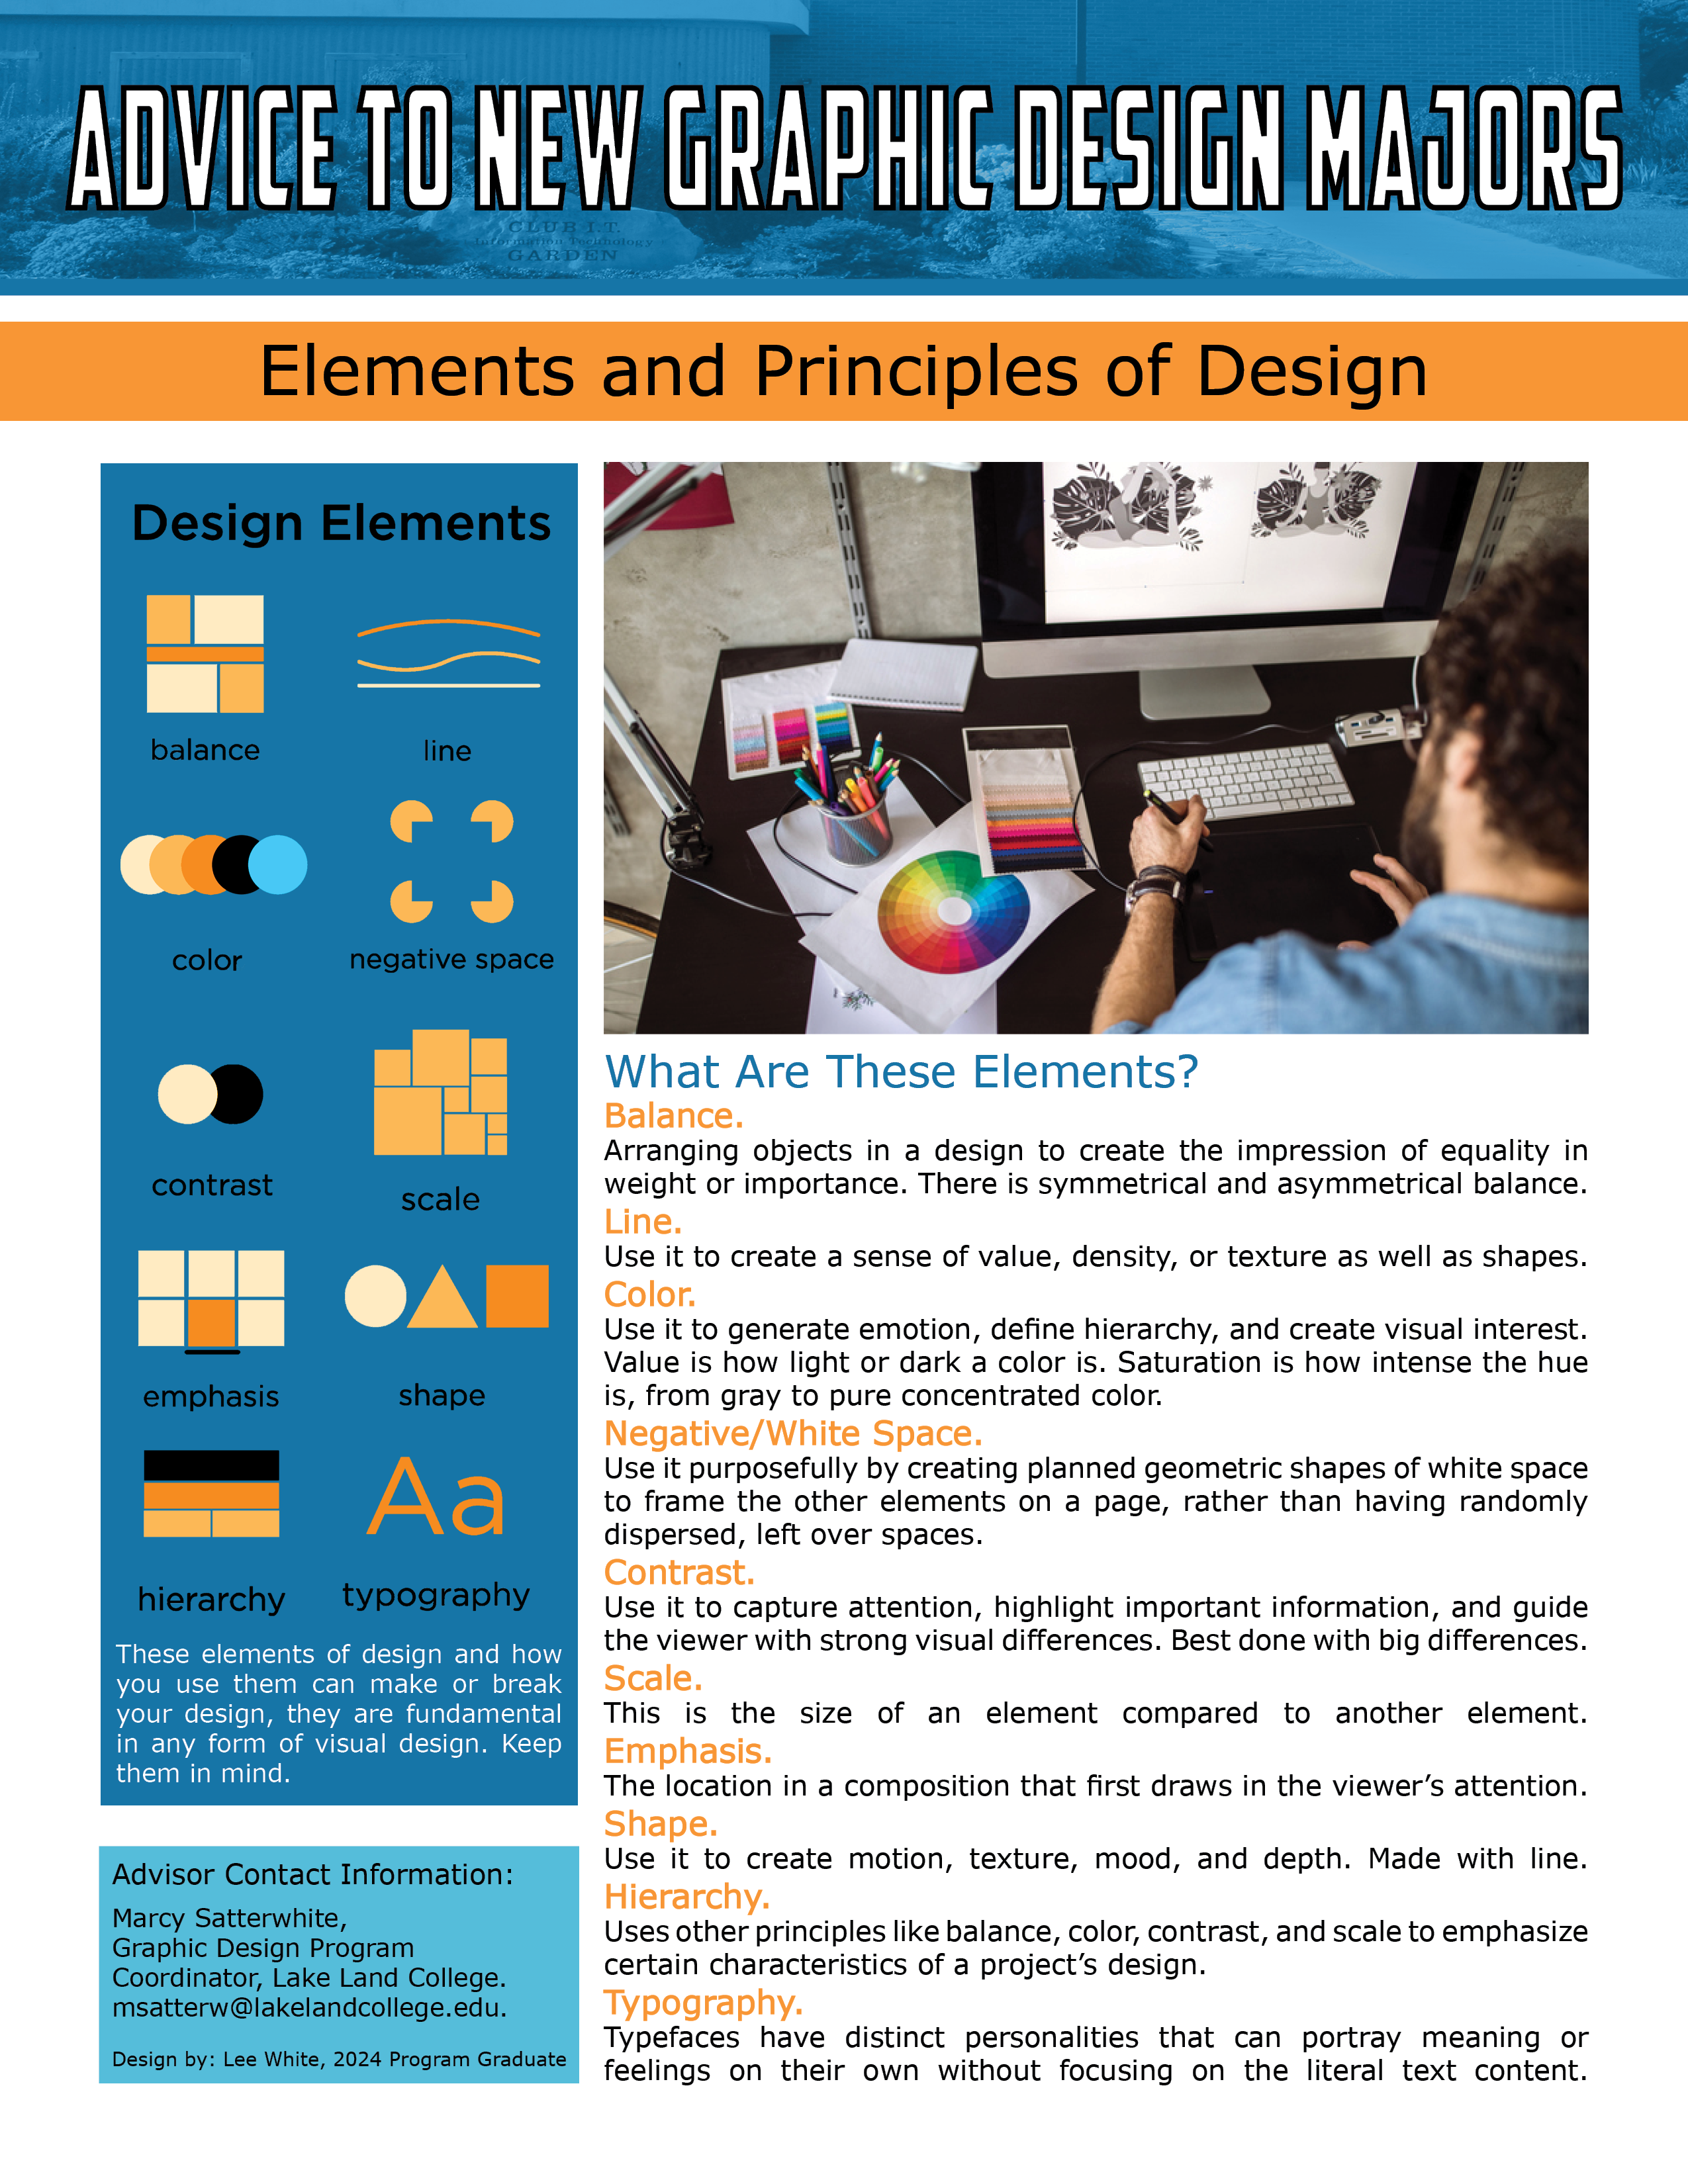 ADVICE TO NEW GRAPHIC DESIGN MAJORS
CLUB I.T.
Information Technology
GARDEN
Elements and Principles of Design
Design Elements
balance
line
color
negative space
contrast
scale
emphasis
shape
Aa
hierarchy
typography
These elements of design and how
you use them can make or break
your design, they are fundamental
in any form of visual design. Keep
them in mind.
Advisor Contact Information:
Marcy Satterwhite,
Graphic Design Program
Coordinator, Lake Land College.
msatterw@lakelandcollege.edu.
Design by: Lee White, 2024 Program Graduate
What Are These Elements?
Balance.
Arranging objects in a design to create the impression of equality in
weight or importance. There is symmetrical and asymmetrical balance.
Line.
Use it to create a sense of value, density, or texture as well as shapes.
Color.
Use it to generate emotion, define hierarchy, and create visual interest.
Value is how light or dark a color is. Saturation is how intense the hue
is, from gray to pure concentrated color.
Negative/White Space.
Use it purposefully by creating planned geometric shapes of white space
to frame the other elements on a page, rather than having randomly
dispersed, left over spaces.
Contrast.
Use it to capture attention, highlight important information, and guide
the viewer with strong visual differences. Best done with big differences.
Scale.
This is the size of an element compared to another element.
Emphasis.
The location in a composition that first draws in the viewer’s attention.
Shape.
Use it to create motion, texture, mood, and depth. Made with line.
Hierarchy.
Uses other principles like balance, color, contrast, and scale to emphasize
certain characteristics of a project’s design.
Typography.
Typefaces have distinct personalities that can portray meaning or
feelings on their own without focusing on the literal text content.